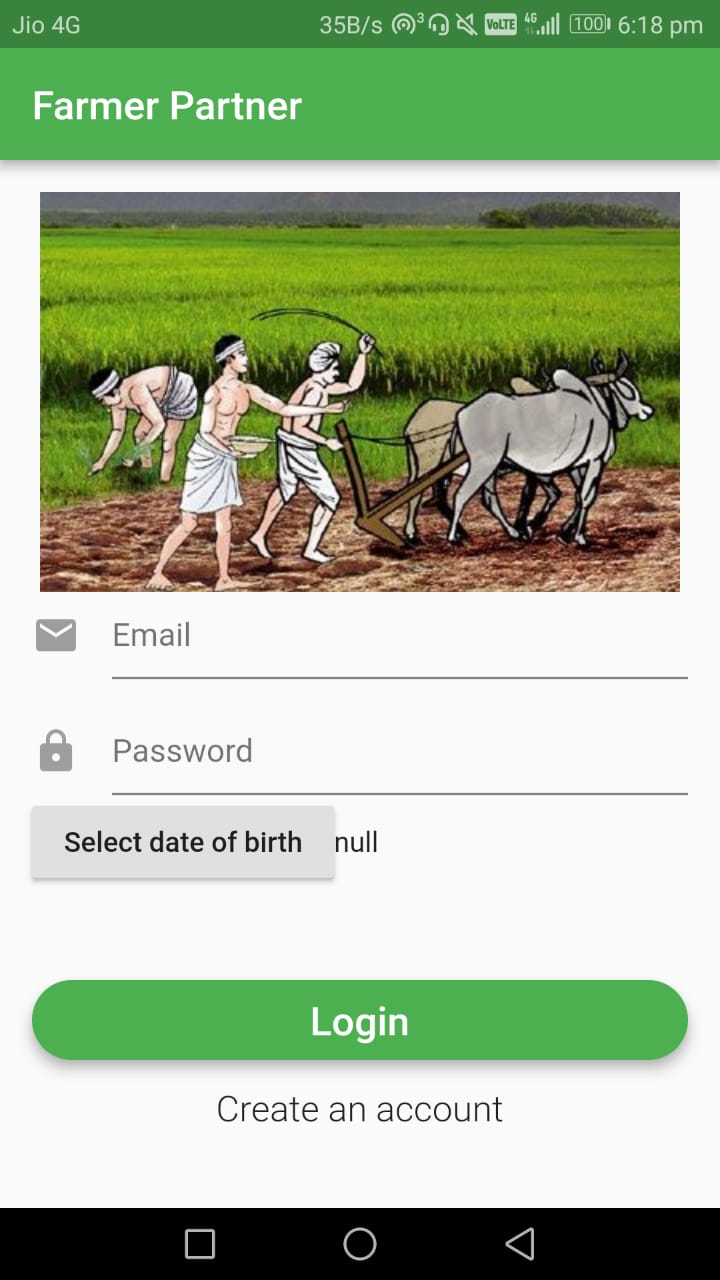 Jio 4G 35B/s 3 VoLTE 4G 100 6:18 pm
Farmer Partner
Email
Password
Select date of birth null
Login
Create an account